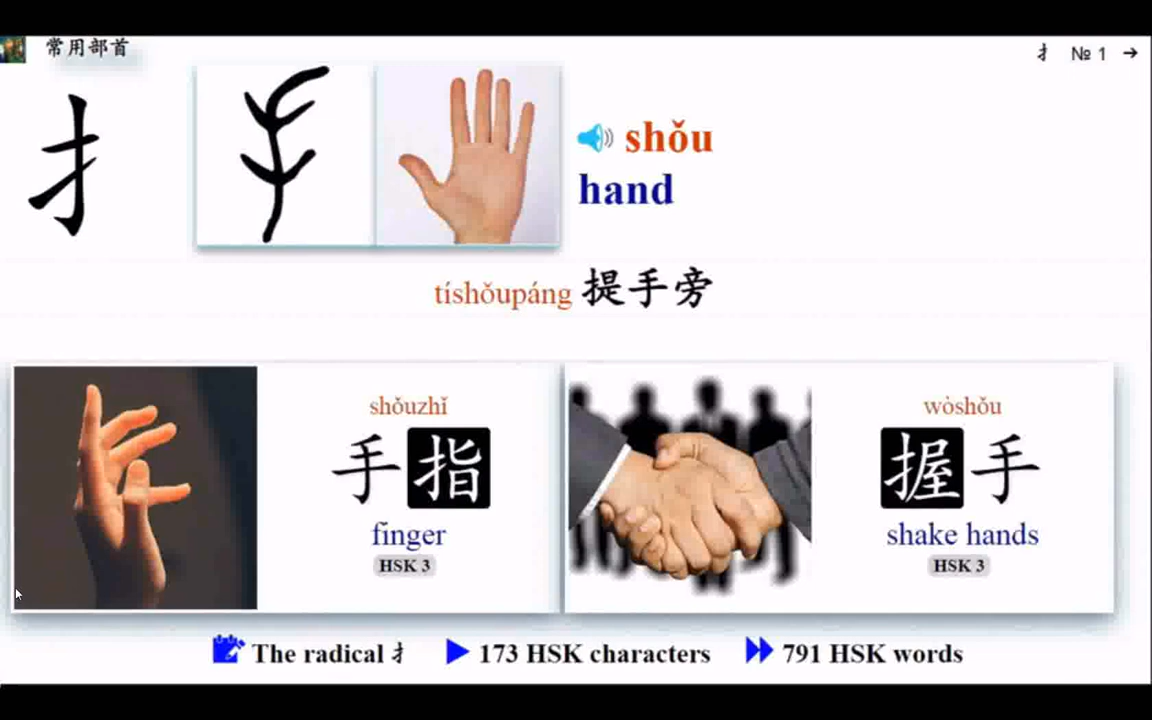 常用部首
扌 № 1 →
扌
shǒu
hand
tíshǒupáng 提手旁
shǒuzhǐ
手指
finger
HSK 3
wòshǒu
握手
shake hands
HSK 3
The radical 扌
173 HSK characters
791 HSK words